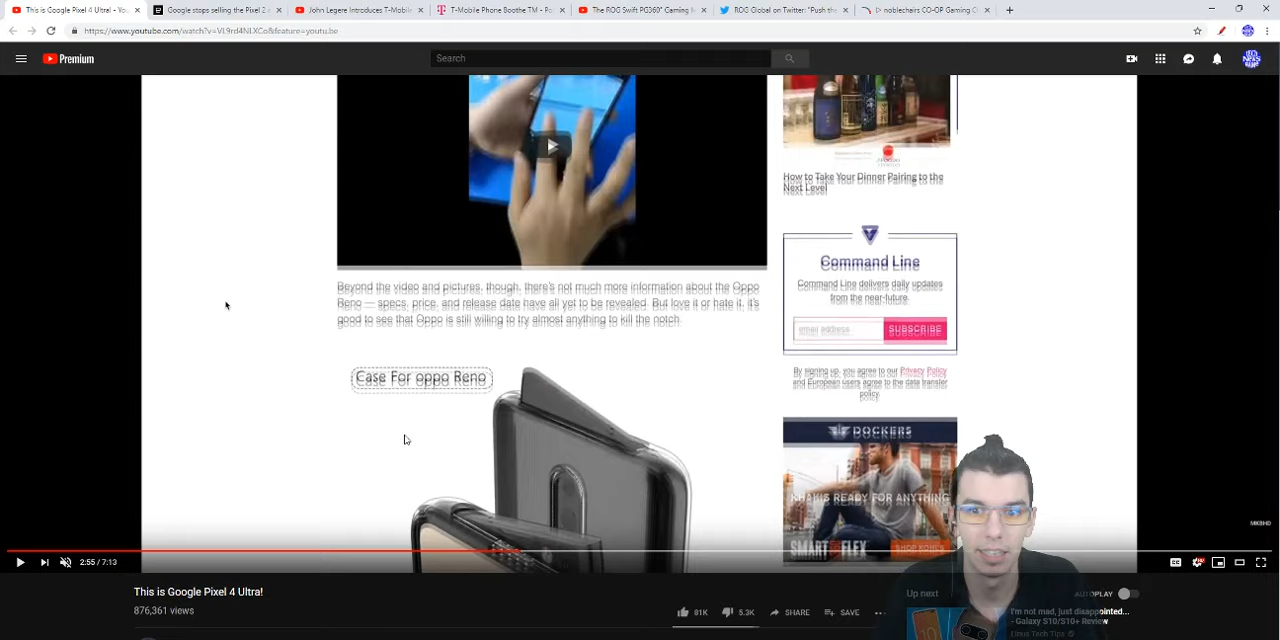 This is Google Pixel 4 Ultra! - You
Google stops selling the Pixel 2 a
John Legere Introduces T-Mobile
T-Mobile Phone Boothe TM - Po
The ROG Swift PG35Q" Gaming M
ROG Global on Twitter: "Push the
noblechairs CO-OP Gaming C
https://www.youtube.com/watch?v=VL9rd4NLXCo&feature=youtu.be
Premium
Search
How to Take Your Dinner Pairing to the
Next Level
Command Line
Command Line delivers daily updates
from the near-future.
email address
SUBSCRIBE
By signing up, you agree to our Privacy Policy
and European users agree to the data transfer
policy.
Beyond the video and pictures, though, there's not much more information about the Oppo
Reno — specs, price, and release date have all yet to be revealed. But love it or hate it, it's
good to see that Oppo is still willing to try almost anything to kill the notch.
Case For oppo Reno
DOCKERS
KHAKIS READY FOR ANYTHING
SMART FLEX
SHOP KOHL'S
MKBHD
2:55 / 7:13
CC
This is Google Pixel 4 Ultra!
876,361 views
81K
5.3K
SHARE
SAVE
Up next
AUTOPLAY
I'm not mad, just disappointed...
- Galaxy S10/S10+ Review
Linus Tech Tips